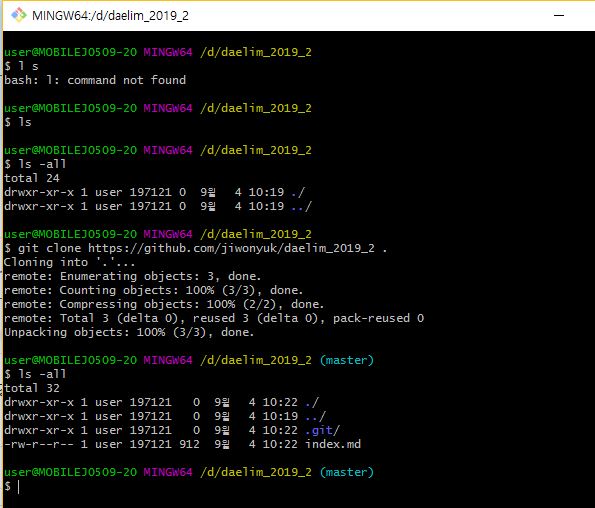 MINGW64:/d/daelim_2019_2
user@MOBILEJO509-20 MINGW64 /d/daelim_2019_2
$ l s
bash: l: command not found
user@MOBILEJO509-20 MINGW64 /d/daelim_2019_2
$ ls
user@MOBILEJO509-20 MINGW64 /d/daelim_2019_2
$ ls -all
total 24
drwxr-xr-x 1 user 197121 0 9월 4 10:19 ./
drwxr-xr-x 1 user 197121 0 9월 4 10:19 ../
user@MOBILEJO509-20 MINGW64 /d/daelim_2019_2
$ git clone https://github.com/jiwonyuk/daelim_2019_2 .
Cloning into '.'...
remote: Enumerating objects: 3, done.
remote: Counting objects: 100% (3/3), done.
remote: Compressing objects: 100% (2/2), done.
remote: Total 3 (delta 0), reused 3 (delta 0), pack-reused 0
Unpacking objects: 100% (3/3), done.
user@MOBILEJO509-20 MINGW64 /d/daelim_2019_2 (master)
$ ls -all
total 32
drwxr-xr-x 1 user 197121 0 9월 4 10:22 ./
drwxr-xr-x 1 user 197121 0 9월 4 10:19 ../
drwxr-xr-x 1 user 197121 0 9월 4 10:22 .git/
-rw-r--r-- 1 user 197121 912 9월 4 10:22 index.md
user@MOBILEJO509-20 MINGW64 /d/daelim_2019_2 (master)
$